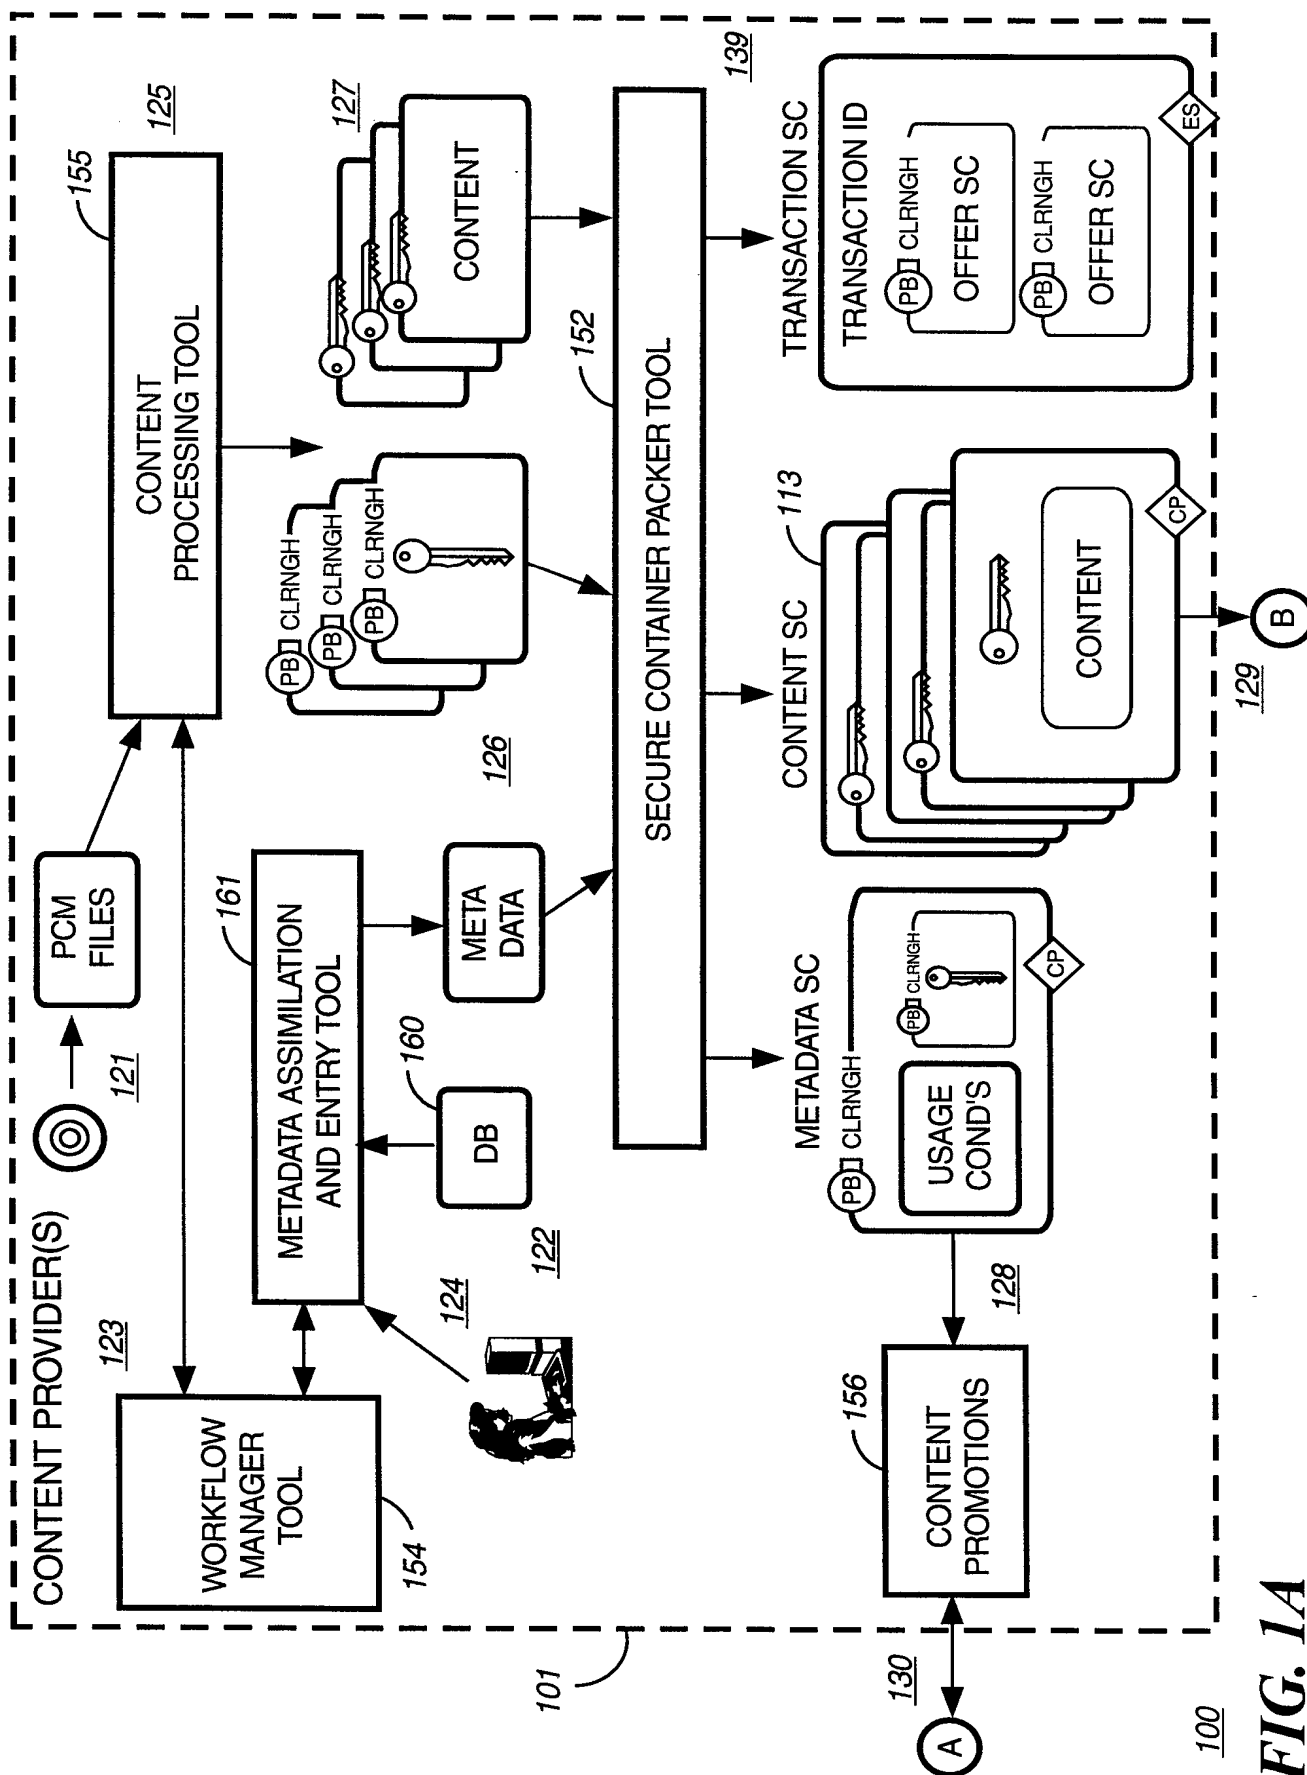 CONTENT PROVIDER(S)
121
PCM
FILES
123
WORKFLOW
MANAGER
TOOL
154
155
125
CONTENT
PROCESSING TOOL
161
METADATA ASSIMILATION
AND ENTRY TOOL
124
122
160
DB
META
DATA
126
PB CLRNGH
PB CLRNGH
PB CLRNGH
127
CONTENT
152
SECURE CONTAINER PACKER TOOL
139
METADATA SC
PB CLRNGH
USAGE
COND'S
PB CLRNGH
CP
128
156
CONTENT
PROMOTIONS
CONTENT SC
113
CONTENT
CP
TRANSACTION SC
TRANSACTION ID
PB CLRNGH
OFFER SC
PB CLRNGH
OFFER SC
ES
101
130
A
129
B
100
FIG. 1A